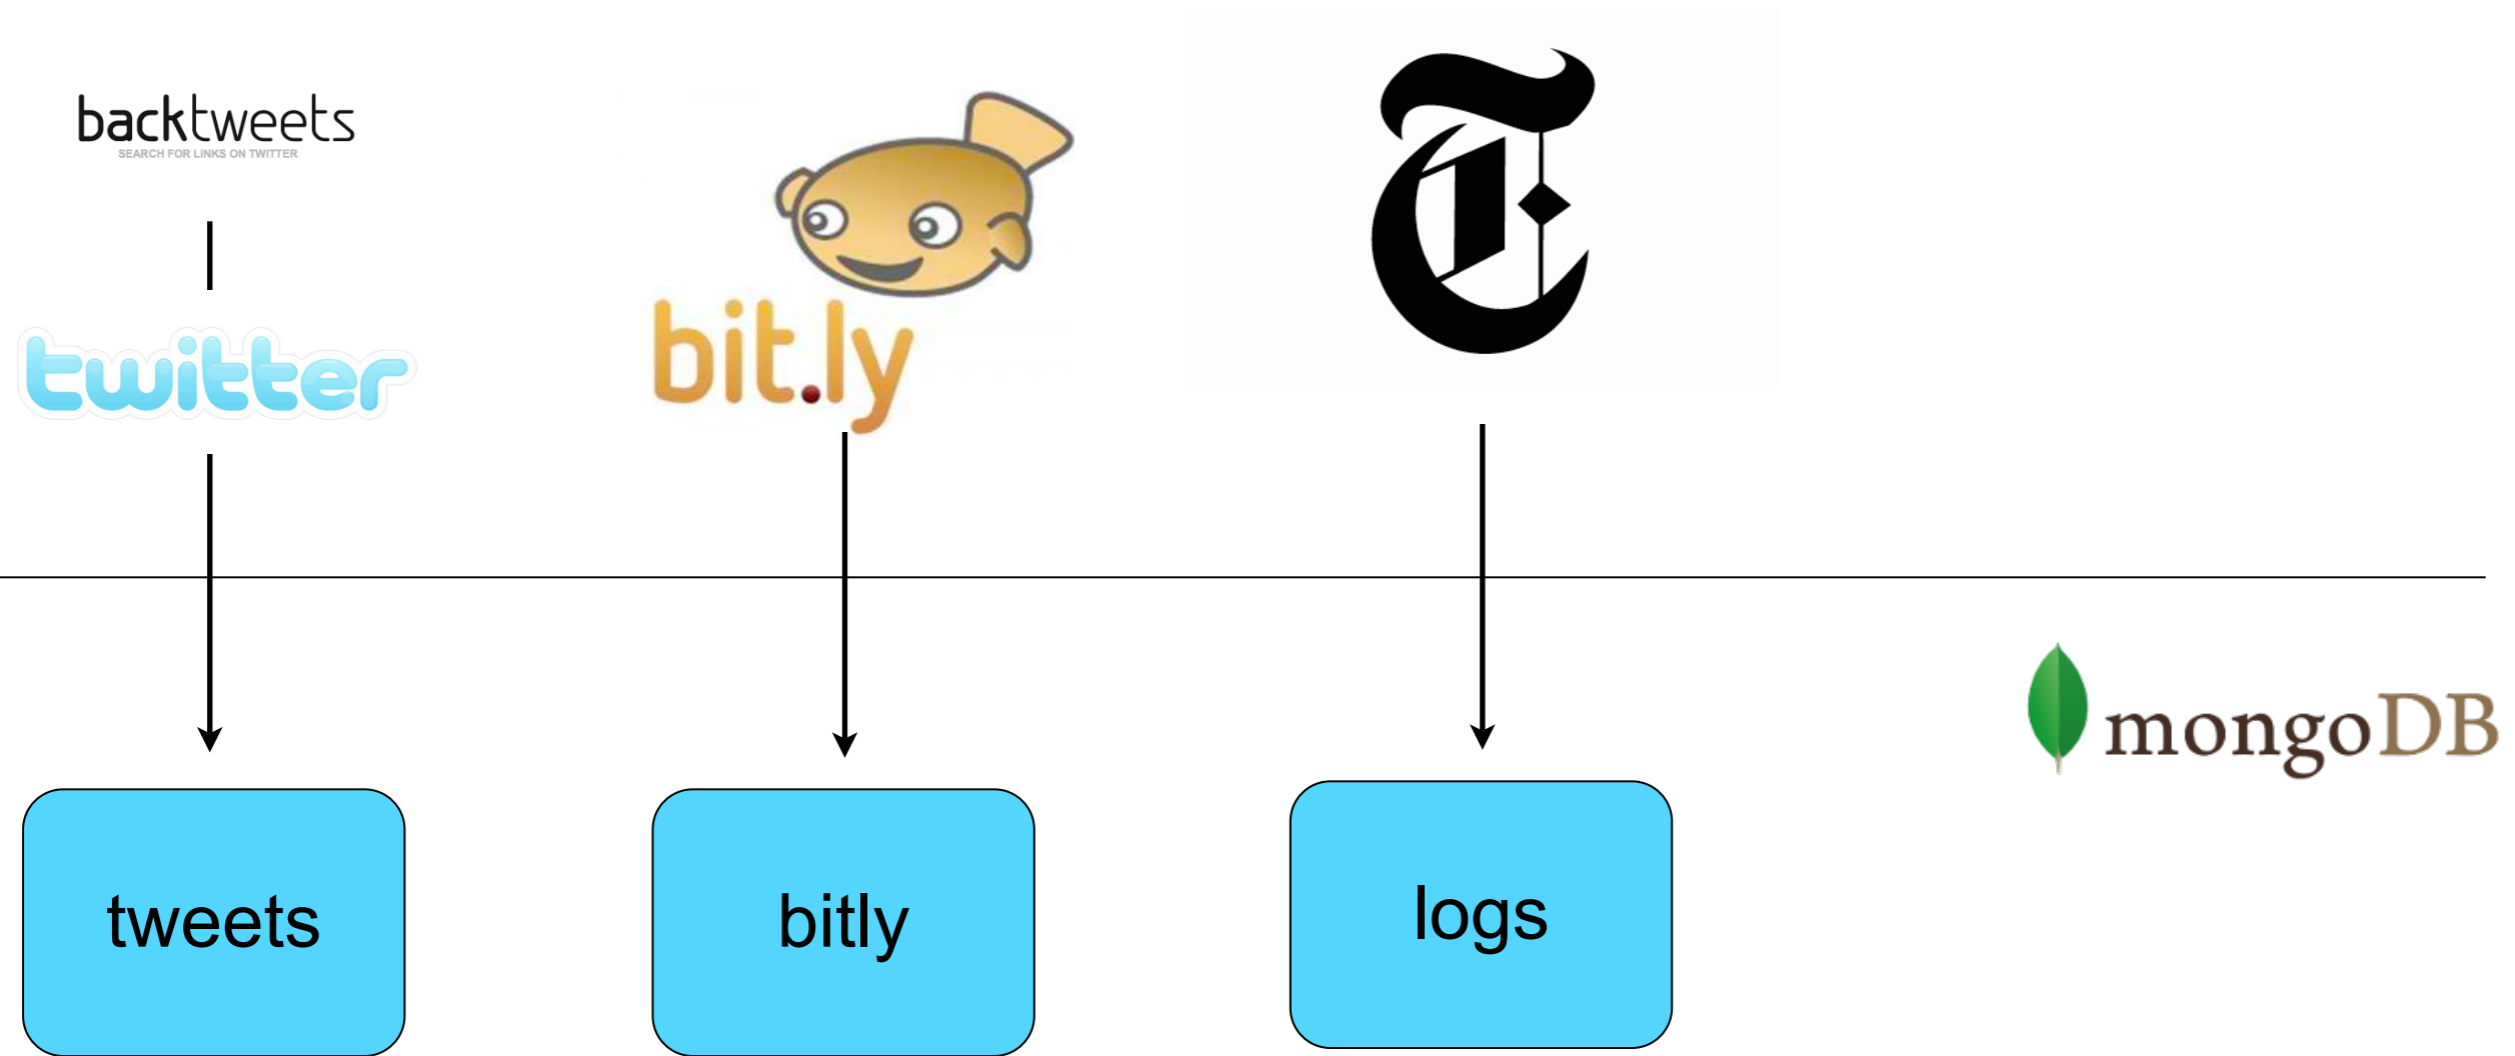 backtweets
SEARCH FOR LINKS ON TWITTER
twitter
bit.ly
T
mongoDB
tweets
bitly
logs